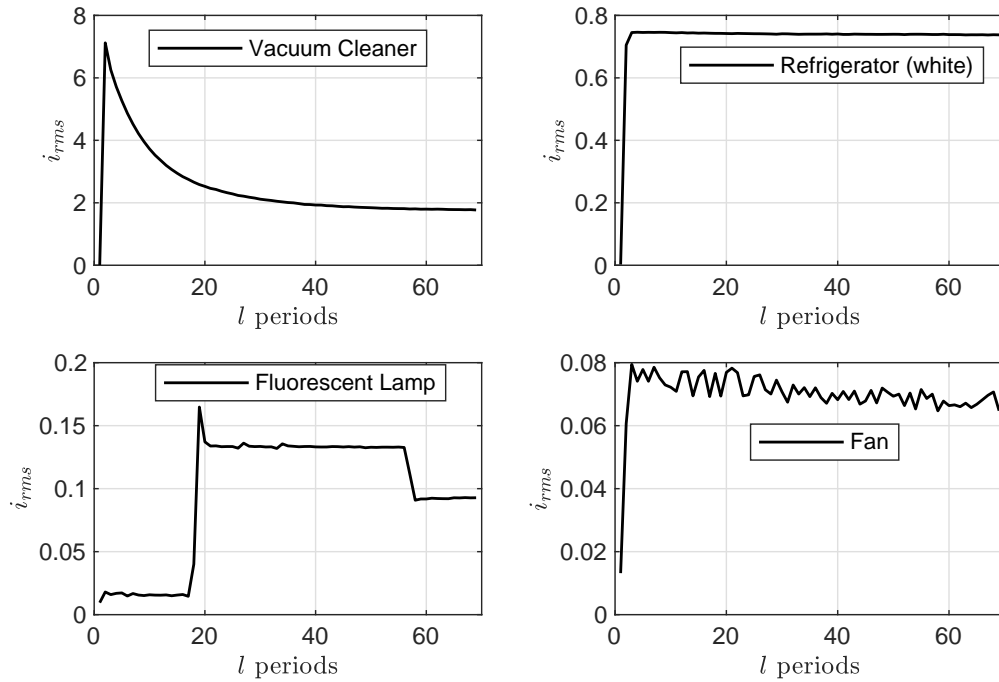 8
6
4
2
0
i_rms
Vacuum Cleaner
0 20 40 60
l periods
0.8
0.6
0.4
0.2
0
i_rms
Refrigerator (white)
0 20 40 60
l periods
0.2
0.15
0.1
0.05
0
i_rms
Fluorescent Lamp
0 20 40 60
l periods
0.08
0.06
0.04
0.02
0
i_rms
Fan
0 20 40 60
l periods